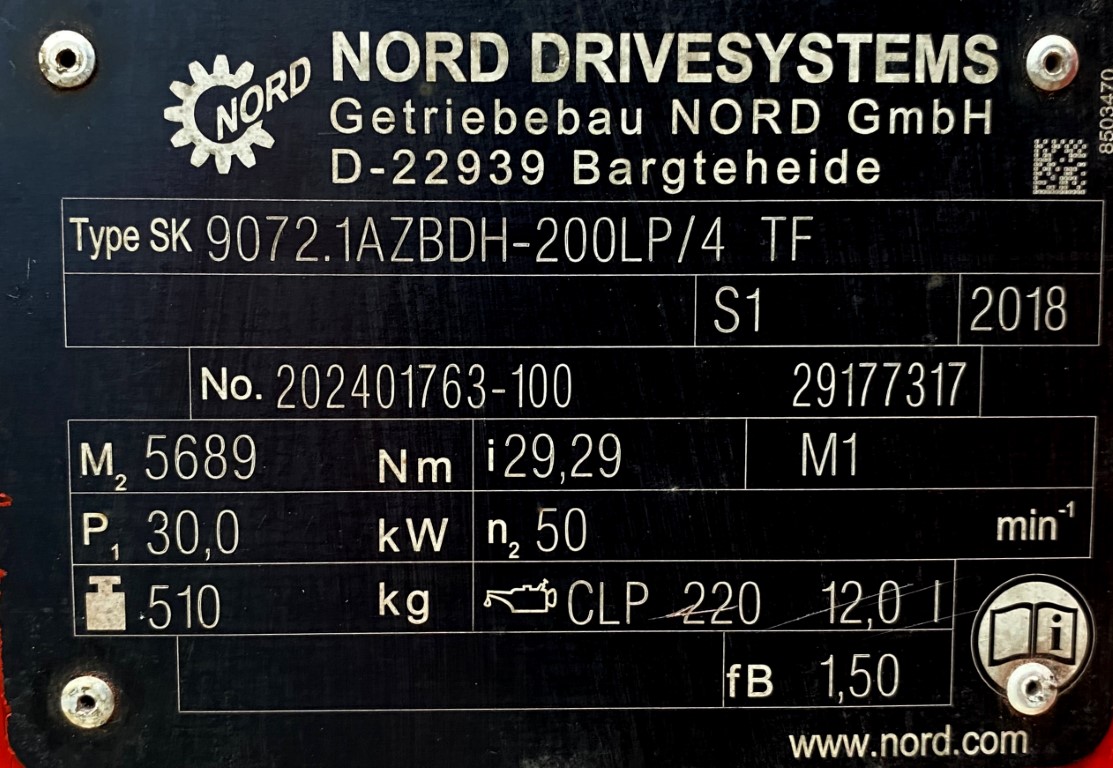 NORD
NORD DRIVESYSTEMS
Getriebebau NORD GmbH
D-22939 Bargteheide
8503470
Type SK 9072.1AZBDH-200LP/4 TF
S1 2018
No. 202401763-100 29177317
M₂ 5689 Nm i 29,29 M1
P₁ 30,0 kW n₂ 50 min⁻¹
510 kg CLP 220 12,0 l
fB 1,50
i
www.nord.com